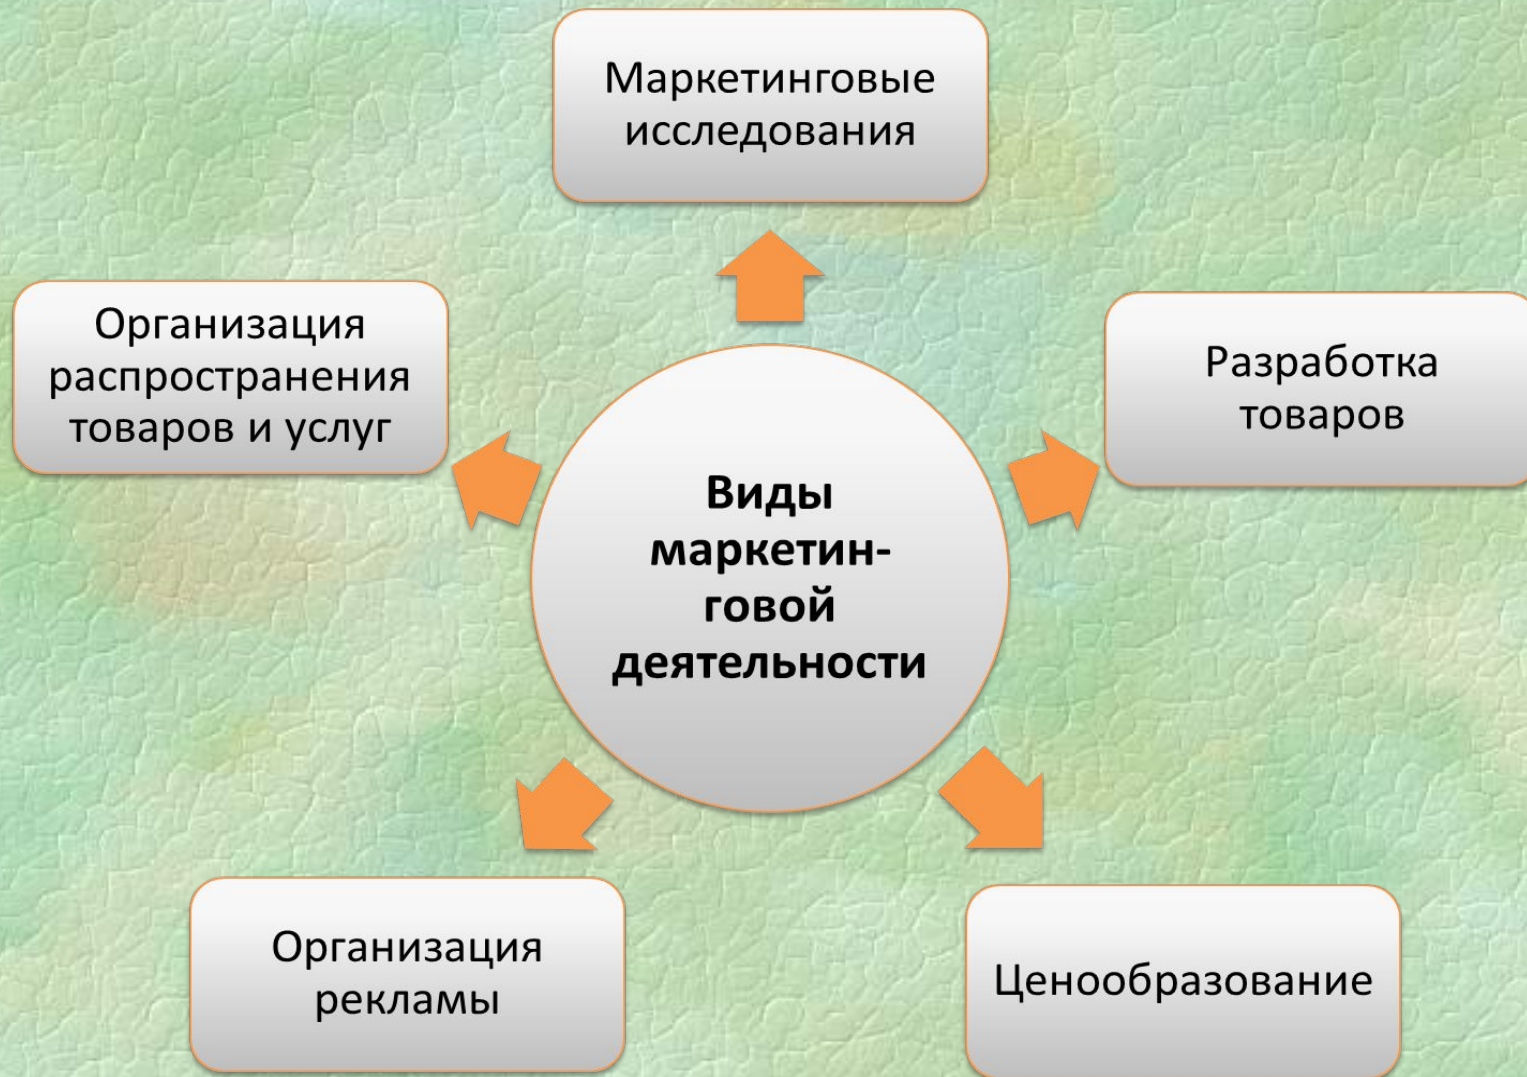 Маркетинговые
исследования
Организация
распространения
товаров и услуг
Разработка
товаров
Виды
маркетин-
говой
деятельности
Организация
рекламы
Ценообразование